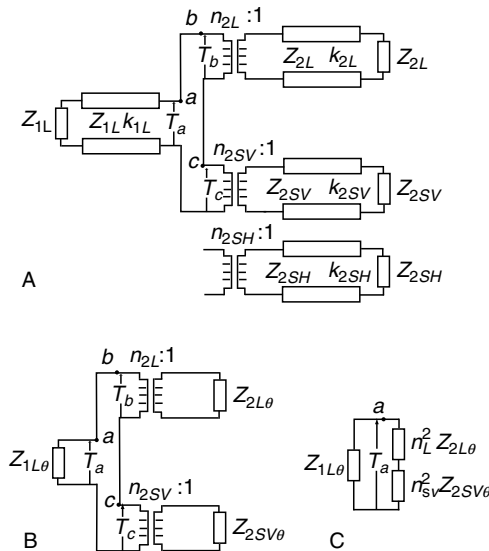 b n2L:1
Tb Z2L k2L Z2L
a
Z1L Z1L k1L Ta
c n2SV:1
Tc Z2SV k2SV Z2SV
n2SH:1
Z2SH k2SH Z2SH
A
b n2L:1
Tb Z2Lθ
a
Z1Lθ Ta
c n2SV:1
Tc Z2SVθ
B
a
Z1Lθ Ta n²L Z2Lθ
n²sv Z2SVθ
C